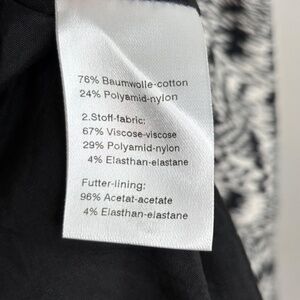 76% Baumwolle-cotton
24% Polyamid-nylon
2.Stoff-fabric:
67% Viscose-viscose
29% Polyamid-nylon
4% Elasthan-elastane
Futter-lining:
96% Acetat-acetate
4% Elasthan-elastane